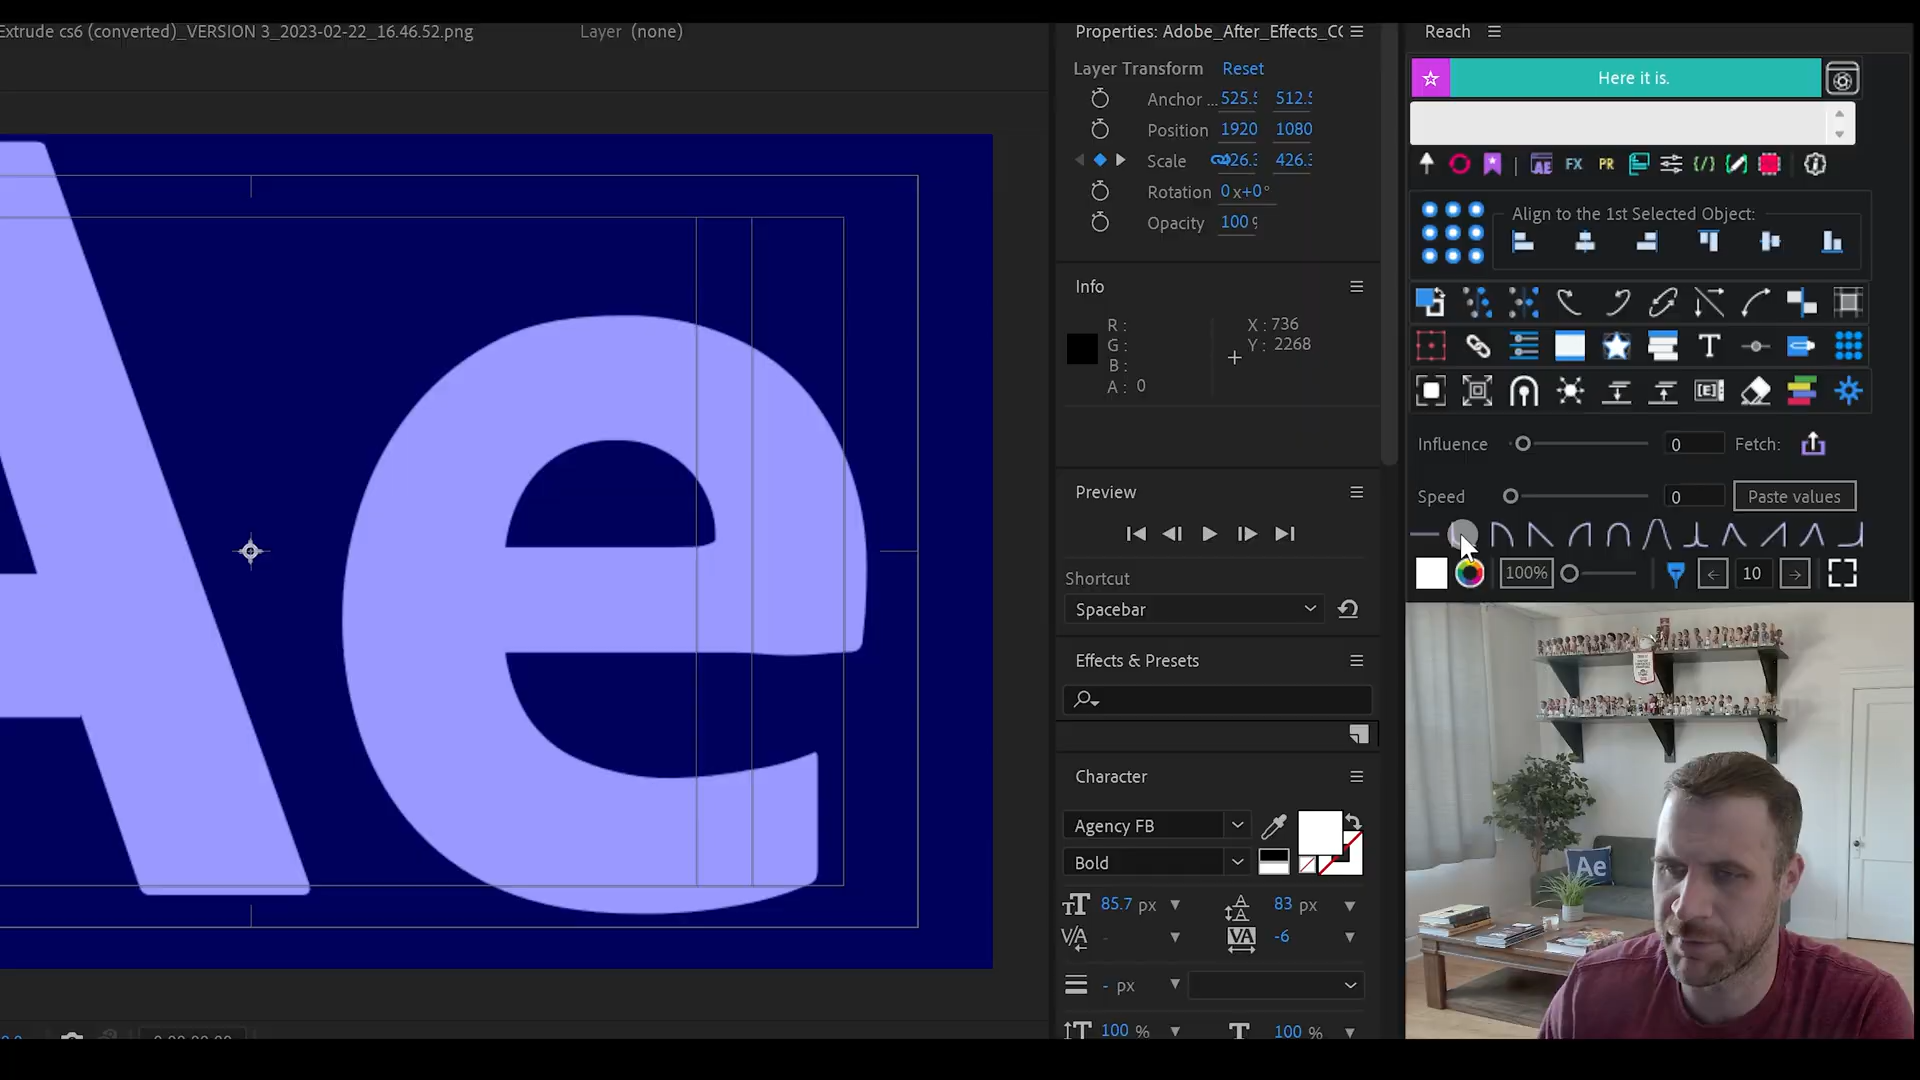 Extrude cs6 (converted)_VERSION 3_2023-02-22_16.46.52.png
Layer (none)
Ae
Properties: Adobe_After_Effects_CC
Layer Transform Reset
Anchor ... 525.5 512.5
Position 1920 1080
Scale 426.3 426.3
Rotation 0x+0°
Opacity 100%
Info
R :
G :
B :
A : 0
X : 736
Y : 2268
Preview
Shortcut
Spacebar
Effects & Presets
Character
Agency FB
Bold
85.7 px 83 px
- -6
- px
100 % 100 %
Reach
Here it is.
AE FX PR
Align to the 1st Selected Object:
T
[E]
Influence 0 Fetch:
Speed 0 Paste values
100% 10
Ae